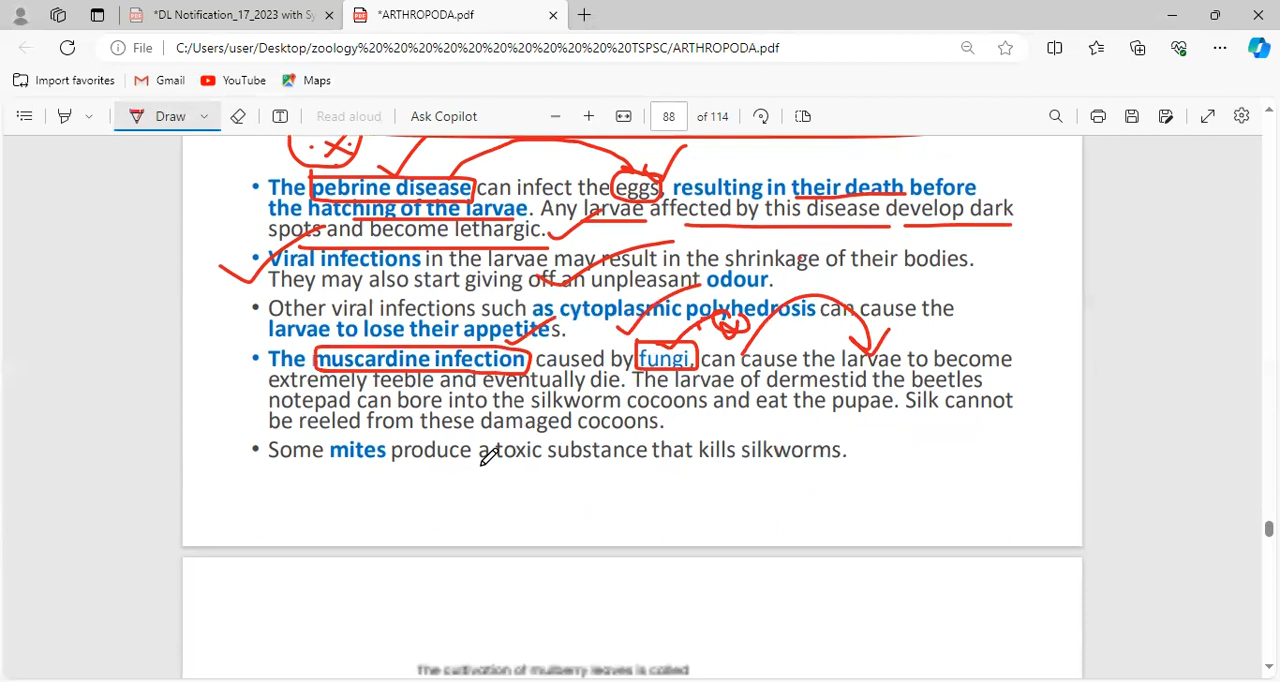 *DL Notification_17_2023 with Sy
*ARTHROPODA.pdf
File
C:/Users/user/Desktop/zoology%20%20%20%20%20%20%20%20%20%20TSPSC/ARTHROPODA.pdf
Import favorites
Gmail
YouTube
Maps
Draw
Read aloud
Ask Copilot
88
of 114
• The pebrine disease can infect the eggs, resulting in their death before
the hatching of the larvae. Any larvae affected by this disease develop dark
spots and become lethargic.
• Viral infections in the larvae may result in the shrinkage of their bodies.
They may also start giving off an unpleasant odour.
• Other viral infections such as cytoplasmic polyhedrosis can cause the
larvae to lose their appetites.
• The muscardine infection caused by fungi, can cause the larvae to become
extremely feeble and eventually die. The larvae of dermestid the beetles
notepad can bore into the silkworm cocoons and eat the pupae. Silk cannot
be reeled from these damaged cocoons.
• Some mites produce a toxic substance that kills silkworms.
The cultivation of mulberry leaves is called